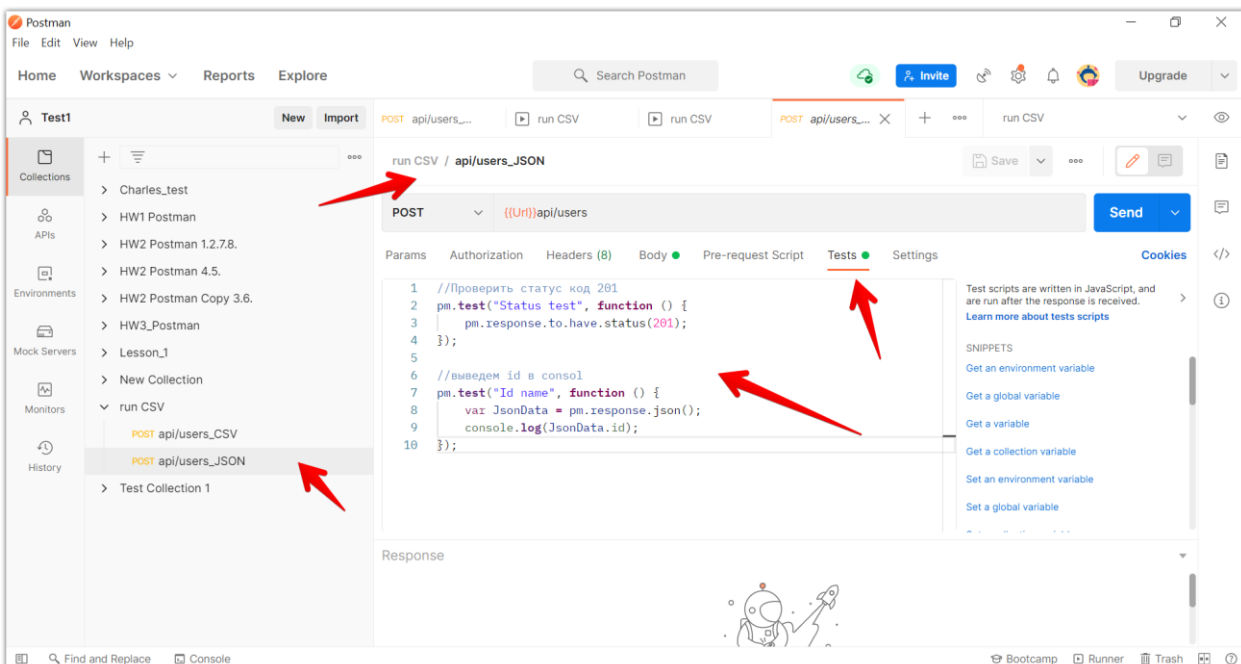 Postman
File Edit View Help
Home Workspaces Reports Explore
Search Postman
Invite
Upgrade
Test1
New Import
POST api/users_...
run CSV
run CSV
POST api/users_...
run CSV
Collections
APIs
Environments
Mock Servers
Monitors
History
Charles_test
HW1 Postman
HW2 Postman 1.2.7.8.
HW2 Postman 4.5.
HW2 Postman Copy 3.6.
HW3_Postman
Lesson_1
New Collection
run CSV
POST api/users_CSV
POST api/users_JSON
Test Collection 1
run CSV / api/users_JSON
Save
POST {{Url}}api/users
Send
Params Authorization Headers (8) Body Pre-request Script Tests Settings
Cookies
1 //Проверить статус код 201
2 pm.test("Status test", function () {
3 pm.response.to.have.status(201);
4 });
5
6 //выведем id в consol
7 pm.test("Id name", function () {
8 var JsonData = pm.response.json();
9 console.log(JsonData.id);
10 });
Test scripts are written in JavaScript, and
are run after the response is received.
Learn more about tests scripts
SNIPPETS
Get an environment variable
Get a global variable
Get a variable
Get a collection variable
Set an environment variable
Set a global variable
Response
Find and Replace Console
Bootcamp Runner Trash